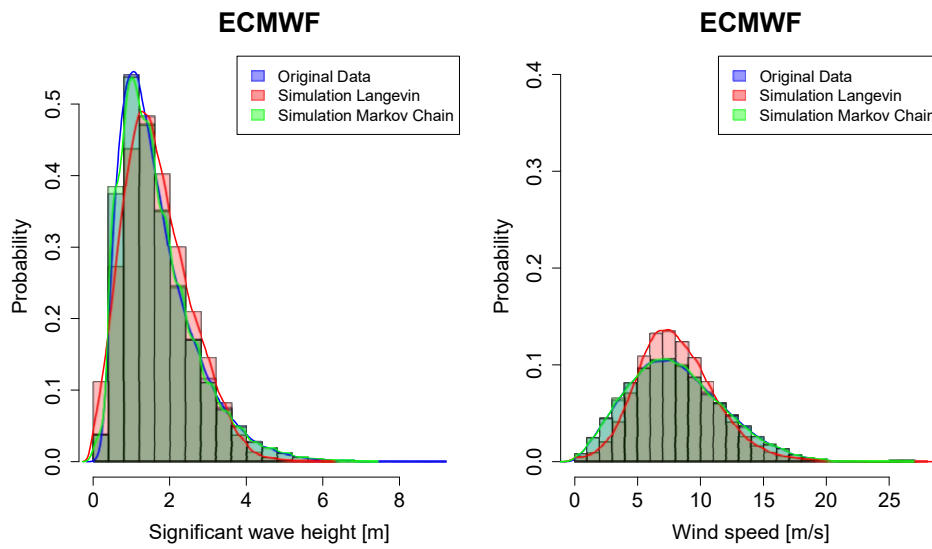 ECMWF
Original Data
Simulation Langevin
Simulation Markov Chain
Probability
0.0
0.1
0.2
0.3
0.4
0.5
0 2 4 6 8
Significant wave height [m]
ECMWF
Original Data
Simulation Langevin
Simulation Markov Chain
Probability
0.0
0.1
0.2
0.3
0.4
0 5 10 15 20 25
Wind speed [m/s]